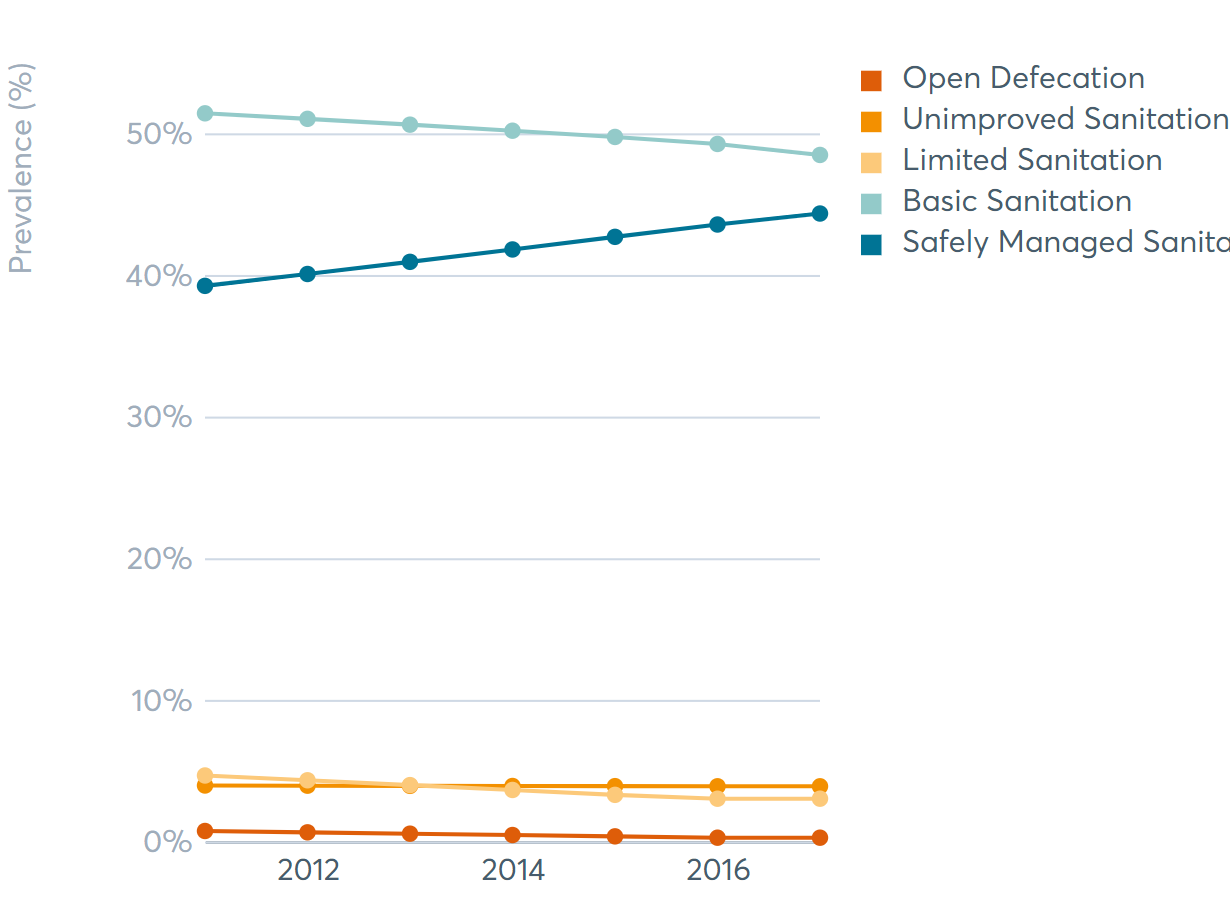 Prevalence (%)
50%
40%
30%
20%
10%
0%
2012
2014
2016
Open Defecation
Unimproved Sanitation
Limited Sanitation
Basic Sanitation
Safely Managed Sanita